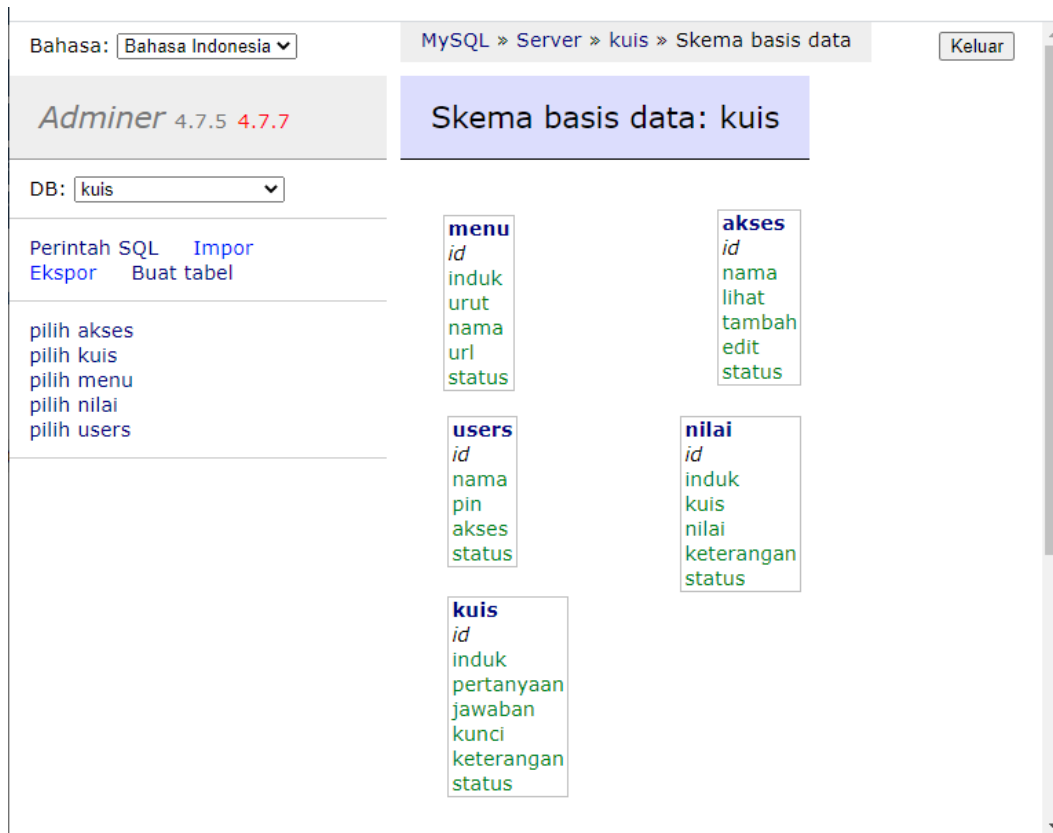 Bahasa: Bahasa Indonesia
MySQL » Server » kuis » Skema basis data
Keluar
Adminer 4.7.5 4.7.7
Skema basis data: kuis
DB: kuis
Perintah SQL Impor
Ekspor Buat tabel
pilih akses
pilih kuis
pilih menu
pilih nilai
pilih users
menu
id
induk
urut
nama
url
status
akses
id
nama
lihat
tambah
edit
status
users
id
nama
pin
akses
status
nilai
id
induk
kuis
nilai
keterangan
status
kuis
id
induk
pertanyaan
jawaban
kunci
keterangan
status